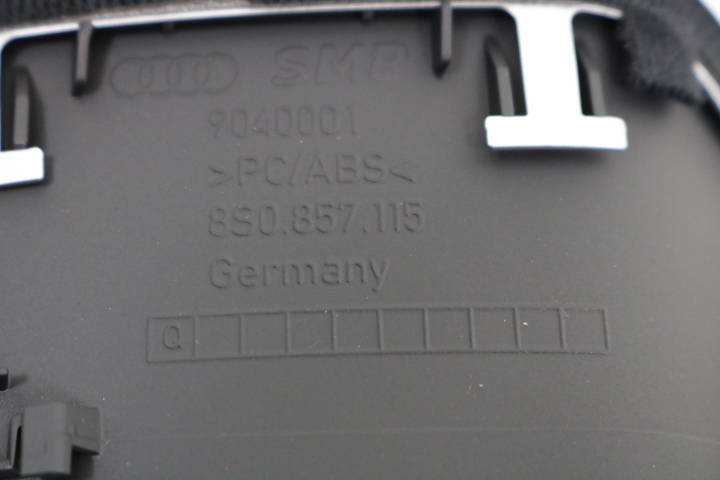 SMP
9040001
>PC/ABS<
8S0.857.115
Germany
Q